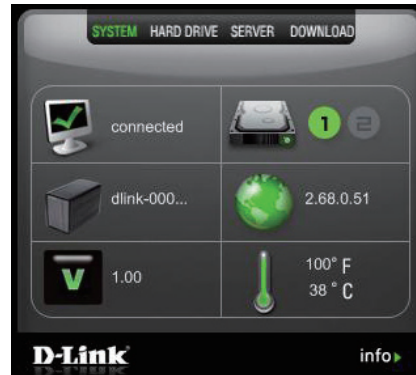 SYSTEM HARD DRIVE SERVER DOWNLOAD
connected
1 2
dlink-000...
2.68.0.51
V
1.00
100° F
38 ° C
D-Link
info